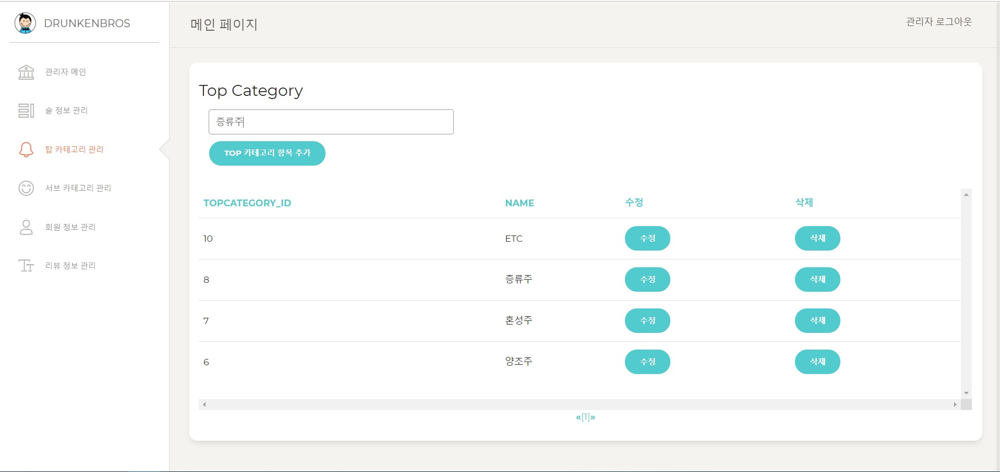 DRUNKENBROS
관리자 메인
술 정보 관리
탑 카테고리 관리
서브 카테고리 관리
회원 정보 관리
리뷰 정보 관리
메인 페이지
관리자 로그아웃
Top Category
증류주
TOP 카테고리 항목 추가
TOPCATEGORY_ID NAME 수정 삭제
10 ETC 수정 삭제
8 증류주 수정 삭제
7 혼성주 수정 삭제
6 양조주 수정 삭제
«[1]»